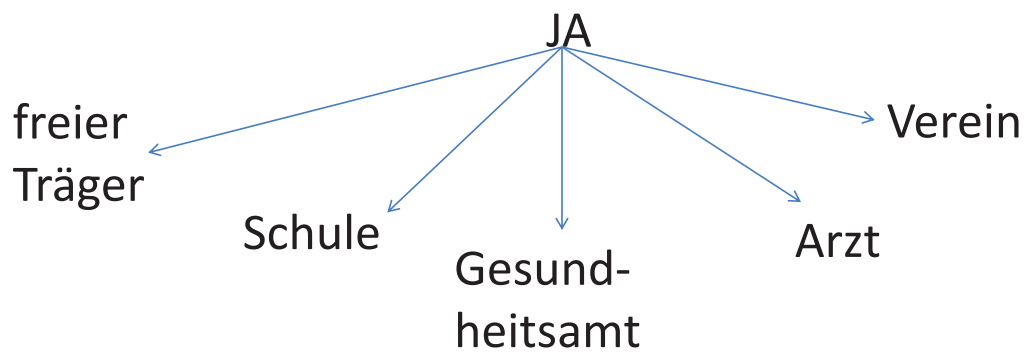 JA
freier
Träger
Schule
Gesund-
heitsamt
Arzt
Verein